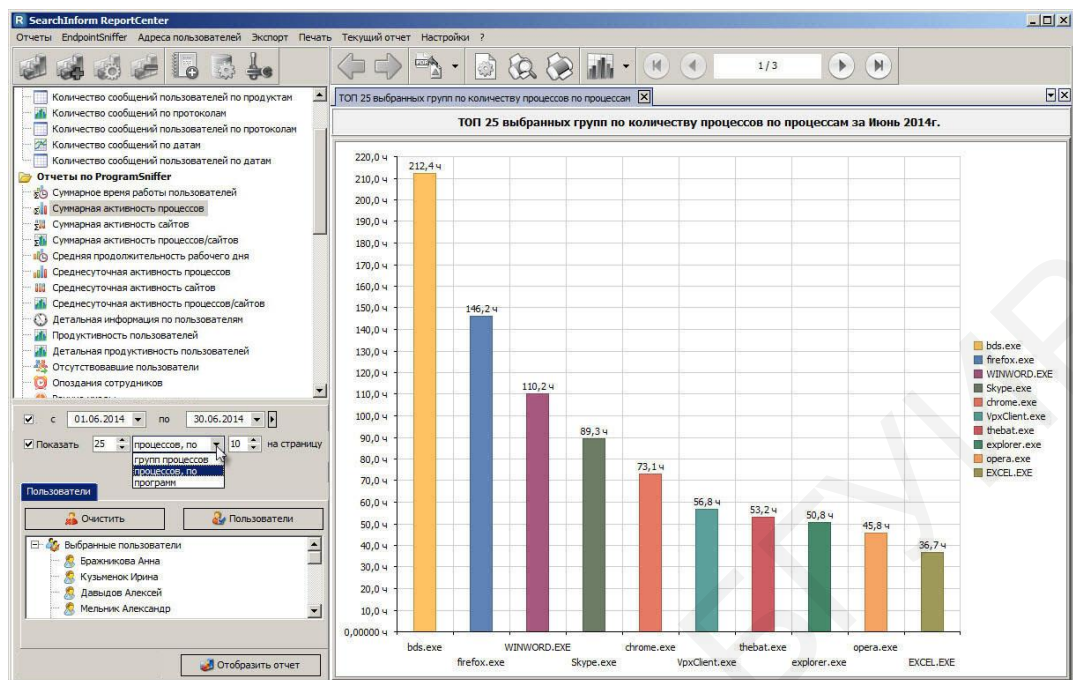 SearchInform ReportCenter
Отчеты EndpointSniffer Адреса пользователей Экспорт Печать Текущий отчет Настройки ?
1 / 3
Количество сообщений пользователей по продуктам
Количество сообщений по протоколам
Количество сообщений пользователей по протоколам
Количество сообщений по датам
Количество сообщений пользователей по датам
Отчеты по ProgramSniffer
Суммарное время работы пользователей
Суммарная активность процессов
Суммарная активность сайтов
Суммарная активность процессов/сайтов
Средняя продолжительность рабочего дня
Среднесуточная активность процессов
Среднесуточная активность сайтов
Среднесуточная активность процессов/сайтов
Детальная информация по пользователям
Продуктивность пользователей
Детальная продуктивность пользователей
Отсутствовавшие пользователи
Опоздания сотрудников
с 01.06.2014 по 30.06.2014
Показать 25 процессов, по 10 на страницу
групп процессов
процессов, по
программ
Пользователи
Очистить Пользователи
Выбранные пользователи
Бражникова Анна
Кузьменок Ирина
Давыдов Алексей
Мельник Александр
Отобразить отчет
ТОП 25 выбранных групп по количеству процессов по процессам
ТОП 25 выбранных групп по количеству процессов по процессам за Июнь 2014г.
220,0 ч
210,0 ч
200,0 ч
190,0 ч
180,0 ч
170,0 ч
160,0 ч
150,0 ч
140,0 ч
130,0 ч
120,0 ч
110,0 ч
100,0 ч
90,0 ч
80,0 ч
70,0 ч
60,0 ч
50,0 ч
40,0 ч
30,0 ч
20,0 ч
10,0 ч
0,00000 ч
212,4 ч
146,2 ч
110,2 ч
89,3 ч
73,1 ч
56,8 ч
53,2 ч
50,8 ч
45,8 ч
36,7 ч
bds.exe
firefox.exe
WINWORD.EXE
Skype.exe
chrome.exe
VpxClient.exe
thebat.exe
explorer.exe
opera.exe
EXCEL.EXE
bds.exe
firefox.exe
WINWORD.EXE
Skype.exe
chrome.exe
VpxClient.exe
thebat.exe
explorer.exe
opera.exe
EXCEL.EXE
БГУИР